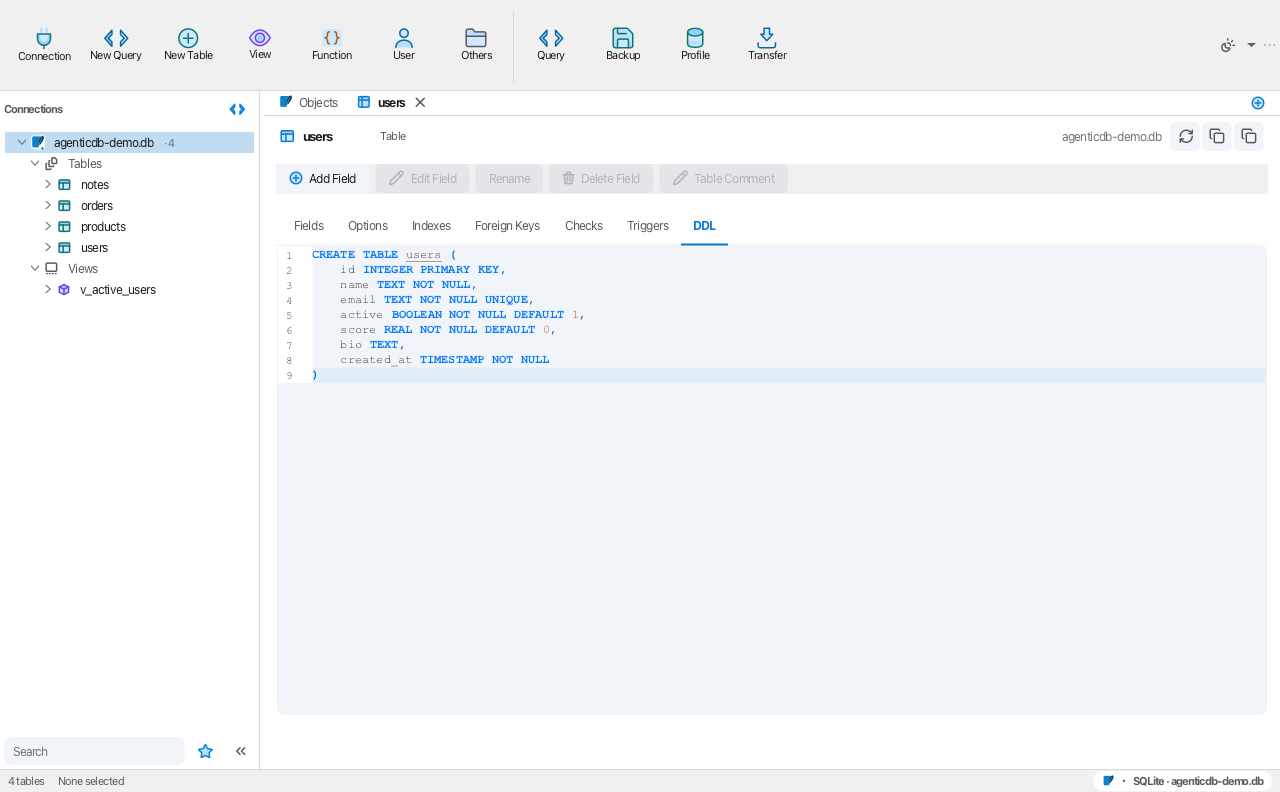 Connection
New Query
New Table
View
Function
User
Others
Query
Backup
Profile
Transfer
Connections
agenticdb-demo.db · 4
Tables
notes
orders
products
users
Views
v_active_users
Search
Objects
users
users
Table
agenticdb-demo.db
Add Field
Edit Field
Rename
Delete Field
Table Comment
Fields
Options
Indexes
Foreign Keys
Checks
Triggers
DDL
1 CREATE TABLE users (
2     id INTEGER PRIMARY KEY,
3     name TEXT NOT NULL,
4     email TEXT NOT NULL UNIQUE,
5     active BOOLEAN NOT NULL DEFAULT 1,
6     score REAL NOT NULL DEFAULT 0,
7     bio TEXT,
8     created_at TIMESTAMP NOT NULL
9 )
4 tables
None selected
· SQLite · agenticdb-demo.db